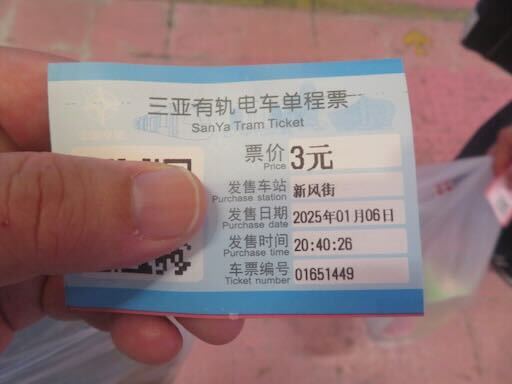 三亚有轨电车单程票
SanYa Tram Ticket
票价 3元
Price
发售车站 新风街
Purchase station
发售日期 2025年01月06日
Purchase date
发售时间 20:40:26
Purchase time
车票编号 01651449
Ticket number